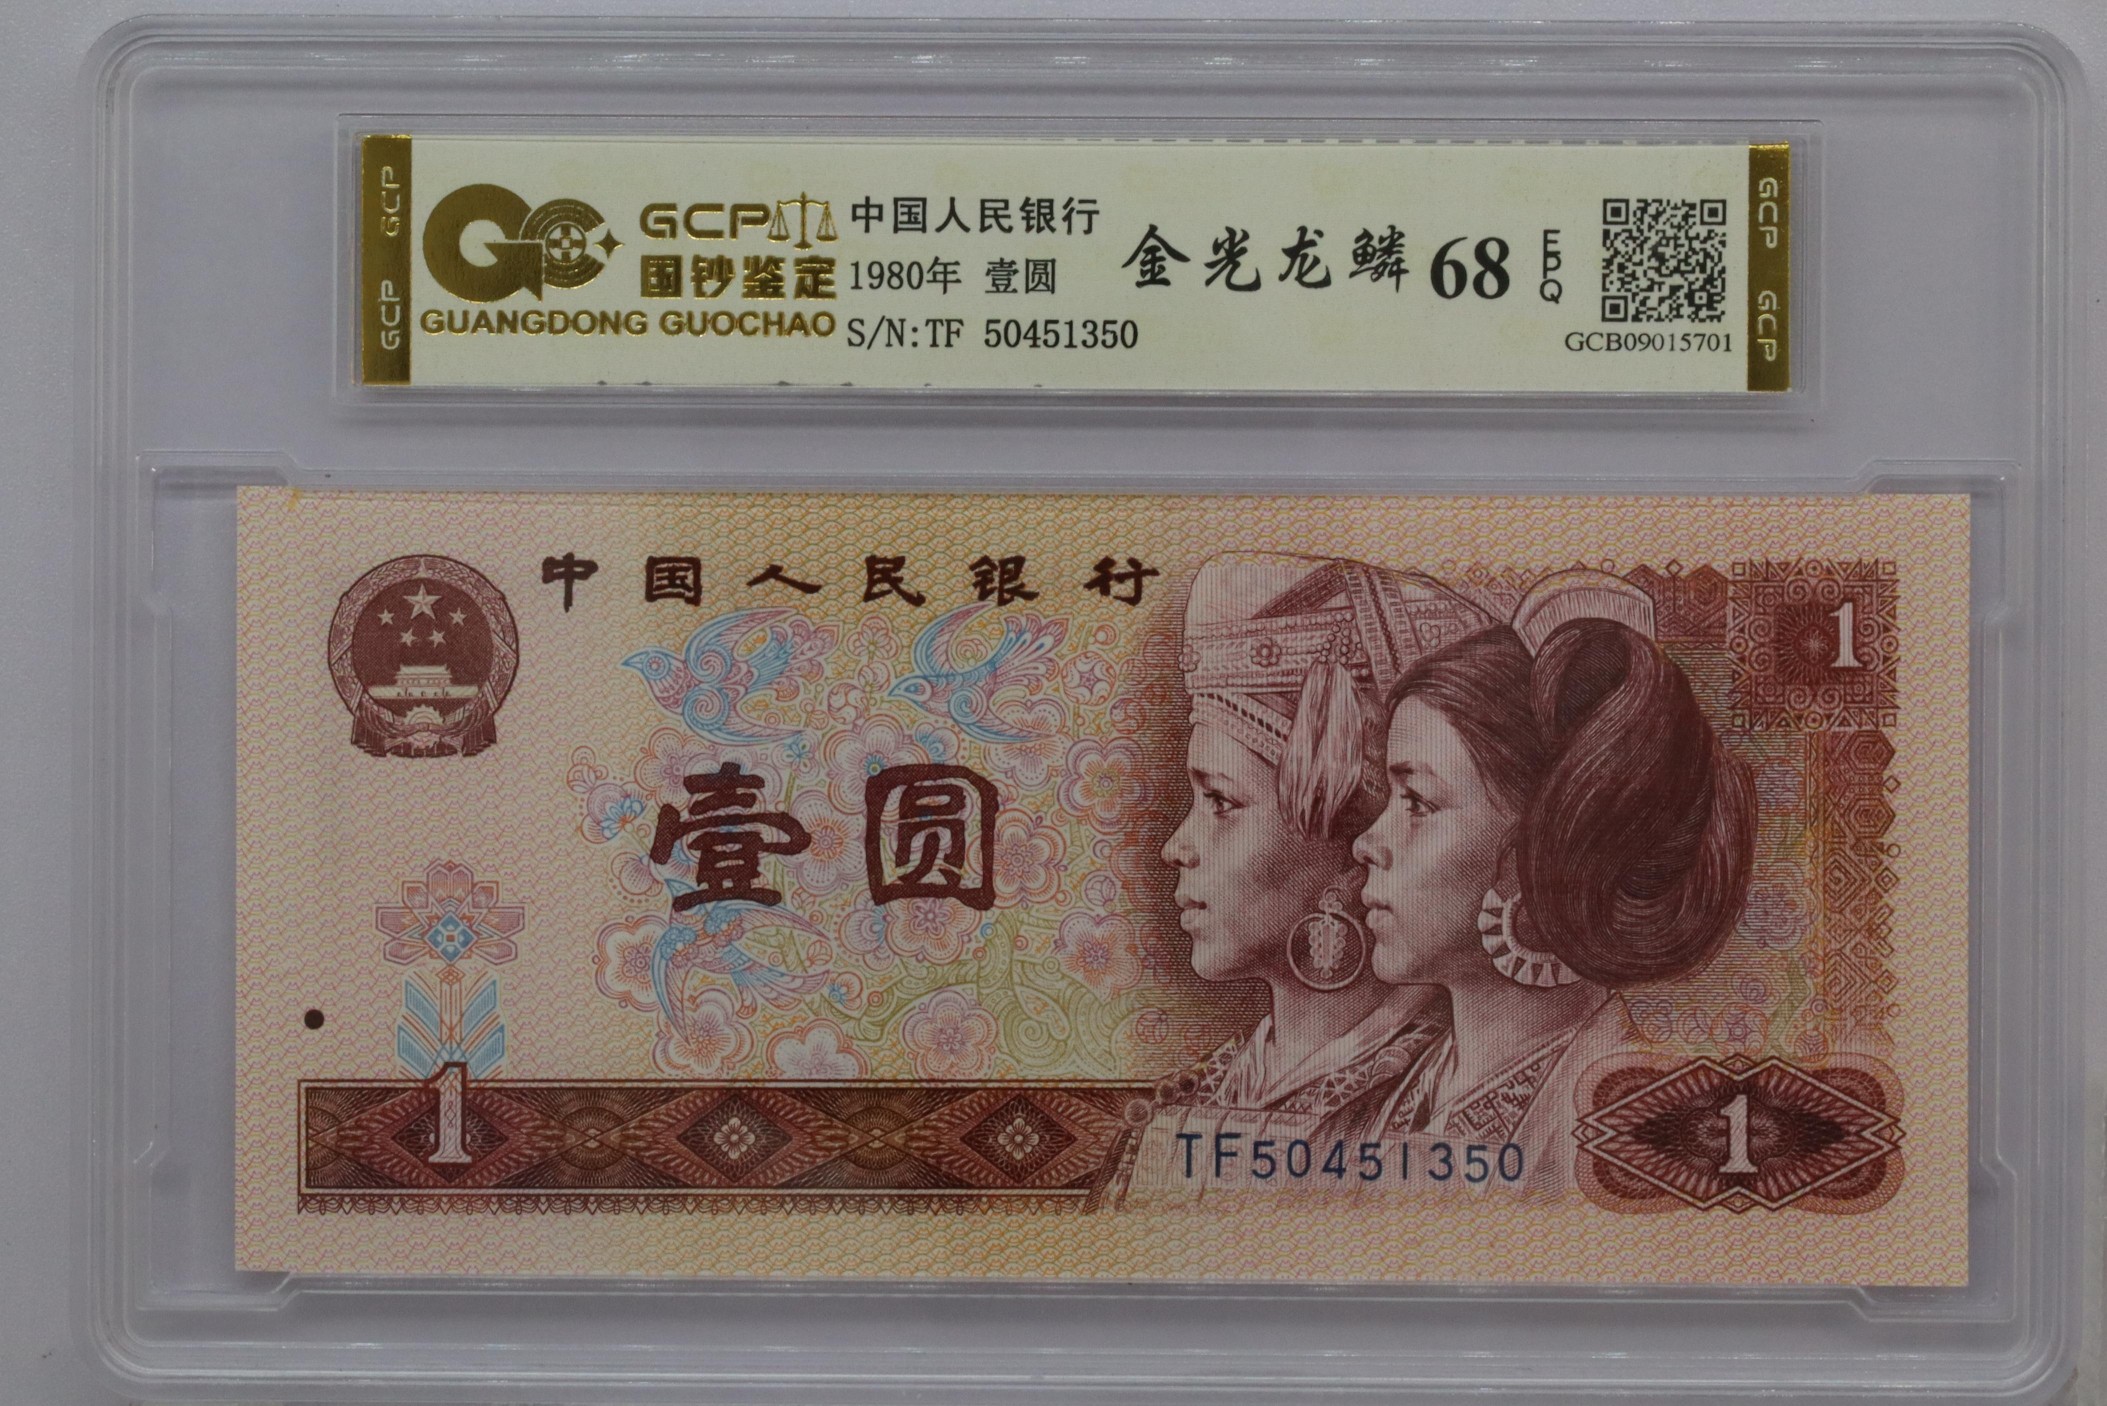 GCP GCP
GCP
国钞鉴定
GUANGDONG GUOCHAO
中国人民银行
1980年 壹圆
S/N:TF 50451350
金光龙鳞 68 EPQ
GCB09015701
GCP GCP
中国人民银行
1
壹圆
1
TF50451350
1